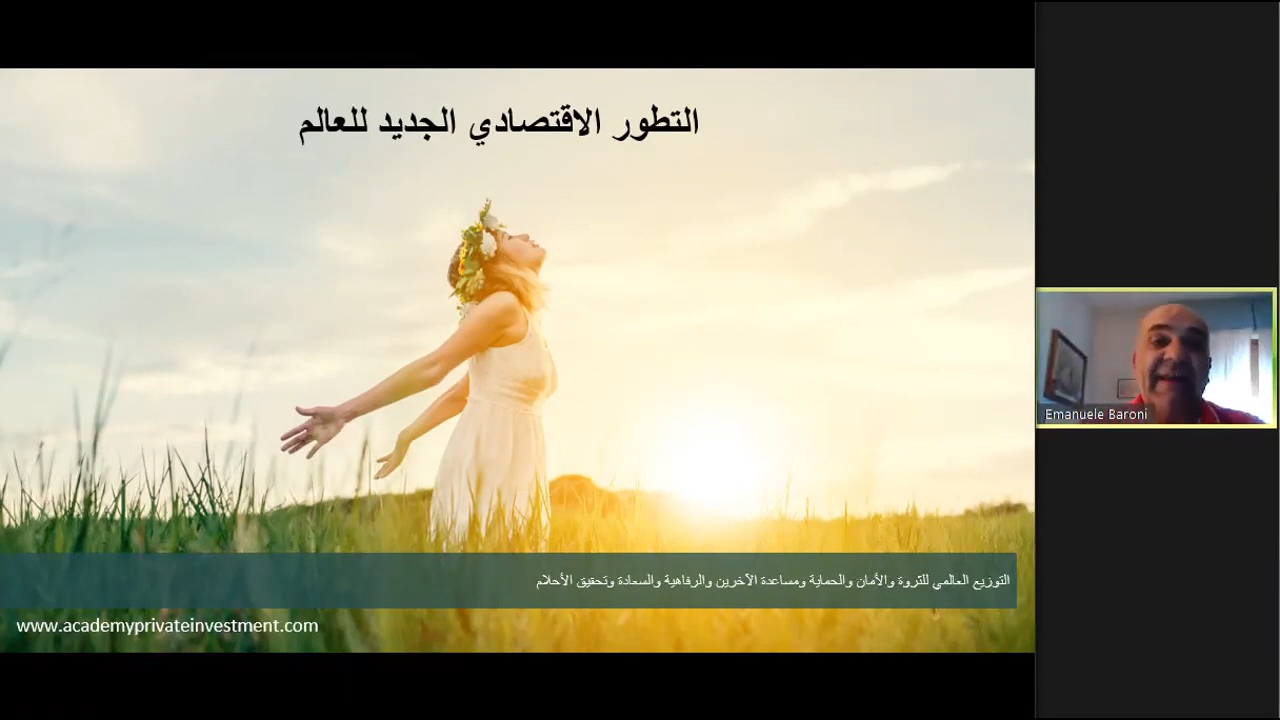 التطور الاقتصادي الجديد للعالم
التوزيع العالمي للثروة والأمان والحماية ومساعدة الآخرين والرفاهية والسعادة وتحقيق الأحلام
www.academyprivateinvestment.com
Emanuele Baroni